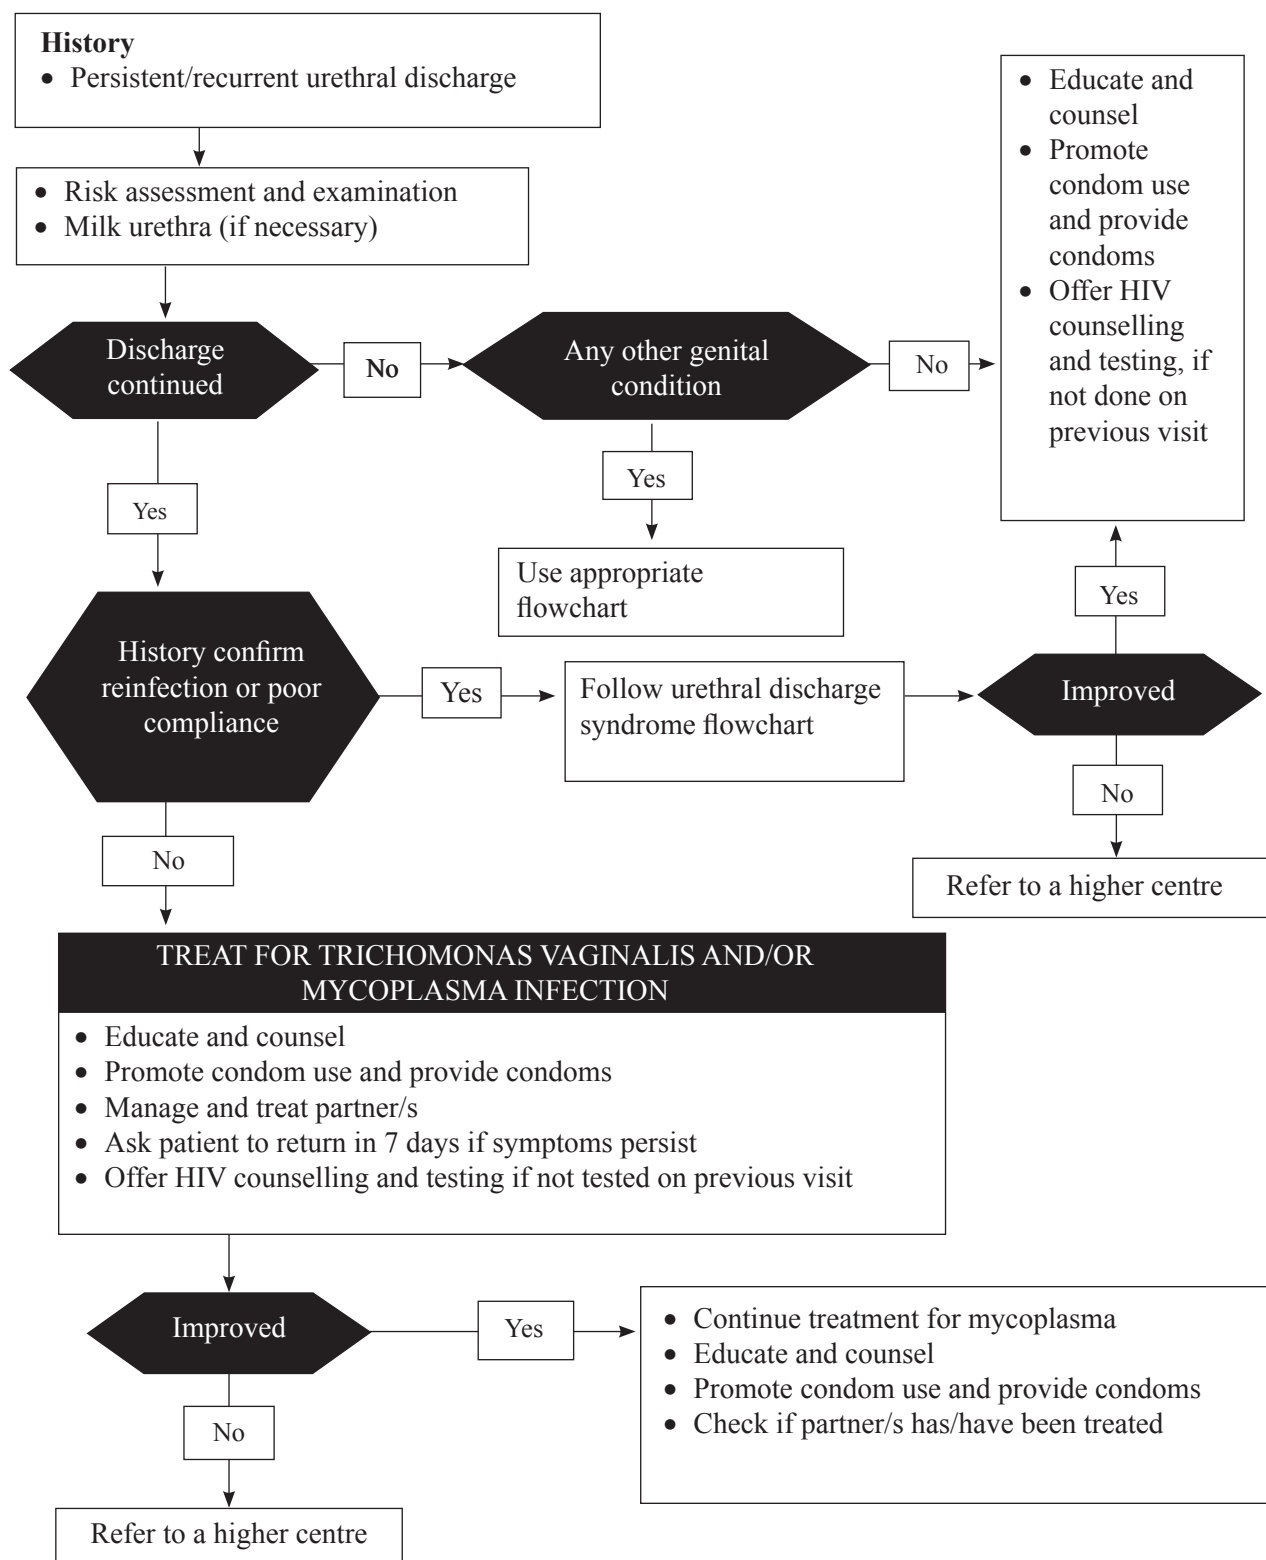 History
• Persistent/recurrent urethral discharge
• Risk assessment and examination
• Milk urethra (if necessary)
Discharge
continued
No
Any other genital
condition
No
• Educate and
counsel
• Promote
condom use
and provide
condoms
• Offer HIV
counselling
and testing, if
not done on
previous visit
Yes
Yes
Use appropriate
flowchart
Yes
History confirm
reinfection or poor
compliance
Yes
Follow urethral discharge
syndrome flowchart
Improved
No
No
Refer to a higher centre
TREAT FOR TRICHOMONAS VAGINALIS AND/OR
MYCOPLASMA INFECTION
• Educate and counsel
• Promote condom use and provide condoms
• Manage and treat partner/s
• Ask patient to return in 7 days if symptoms persist
• Offer HIV counselling and testing if not tested on previous visit
Improved
Yes
• Continue treatment for mycoplasma
• Educate and counsel
• Promote condom use and provide condoms
• Check if partner/s has/have been treated
No
Refer to a higher centre